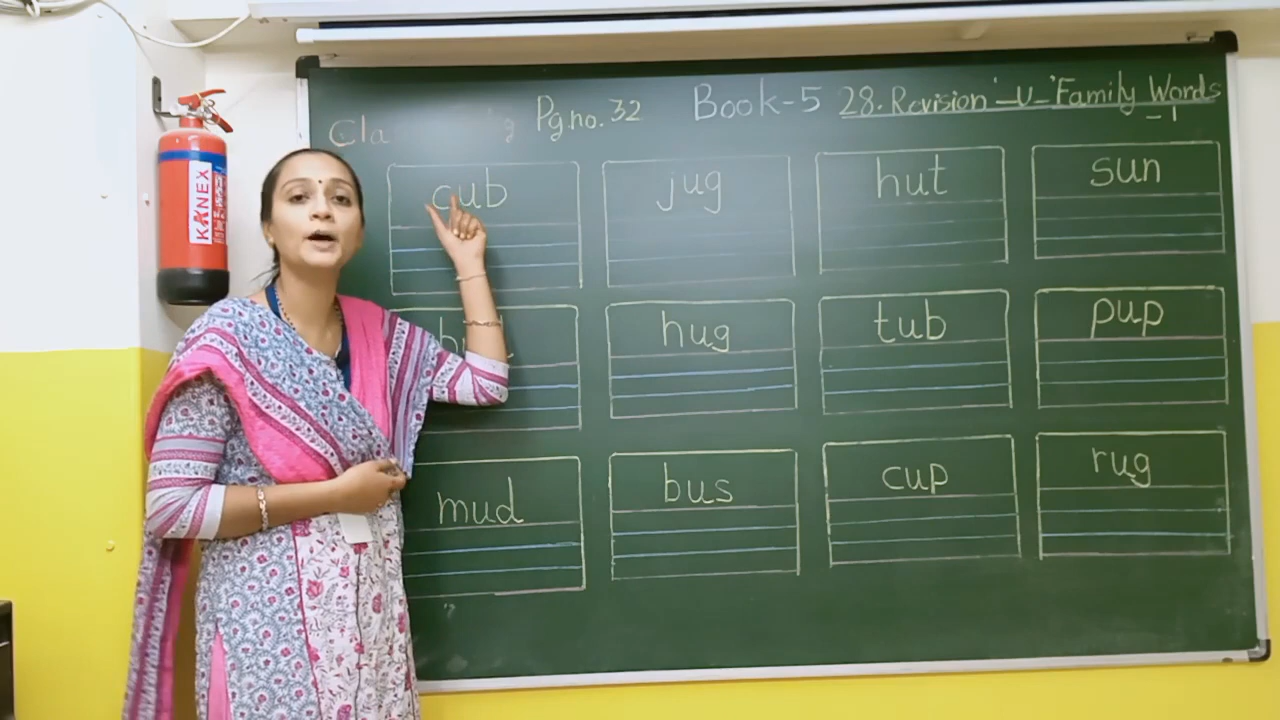 Pg.no. 32 Book-5 28. Revision '-u-' Family Words
-1
KANEX
cub jug hut sun
hug tub pup
mud bus cup rug